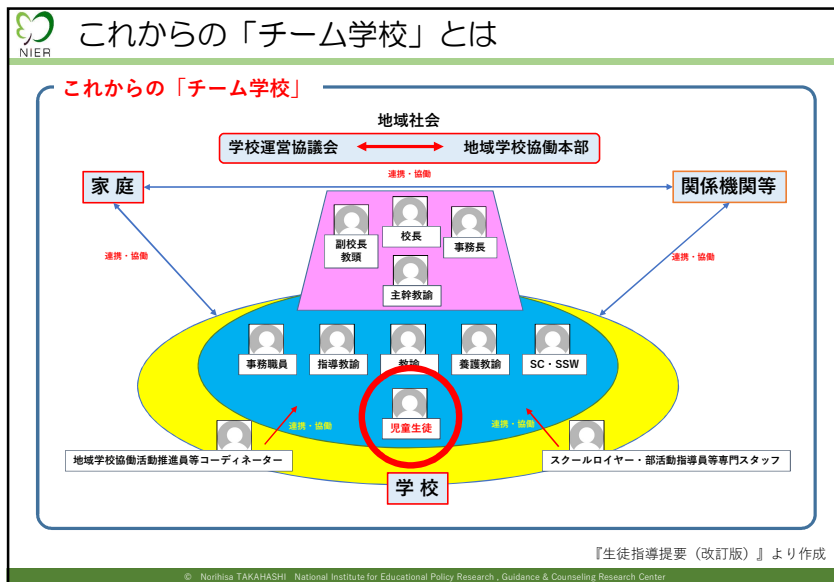 NIER
これからの「チーム学校」とは
これからの「チーム学校」
地域社会
学校運営協議会
地域学校協働本部
連携・協働
家 庭
関係機関等
副校長
教頭
校長
事務長
連携・協働
連携・協働
主幹教諭
事務職員
指導教諭
教諭
養護教諭
SC・SSW
児童生徒
連携・協働
連携・協働
地域学校協働活動推進員等コーディネーター
スクールロイヤー・部活動指導員等専門スタッフ
学 校
『生徒指導提要（改訂版）』より作成
© Norihisa TAKAHASHI National Institute for Educational Policy Research , Guidance & Counseling Research Center